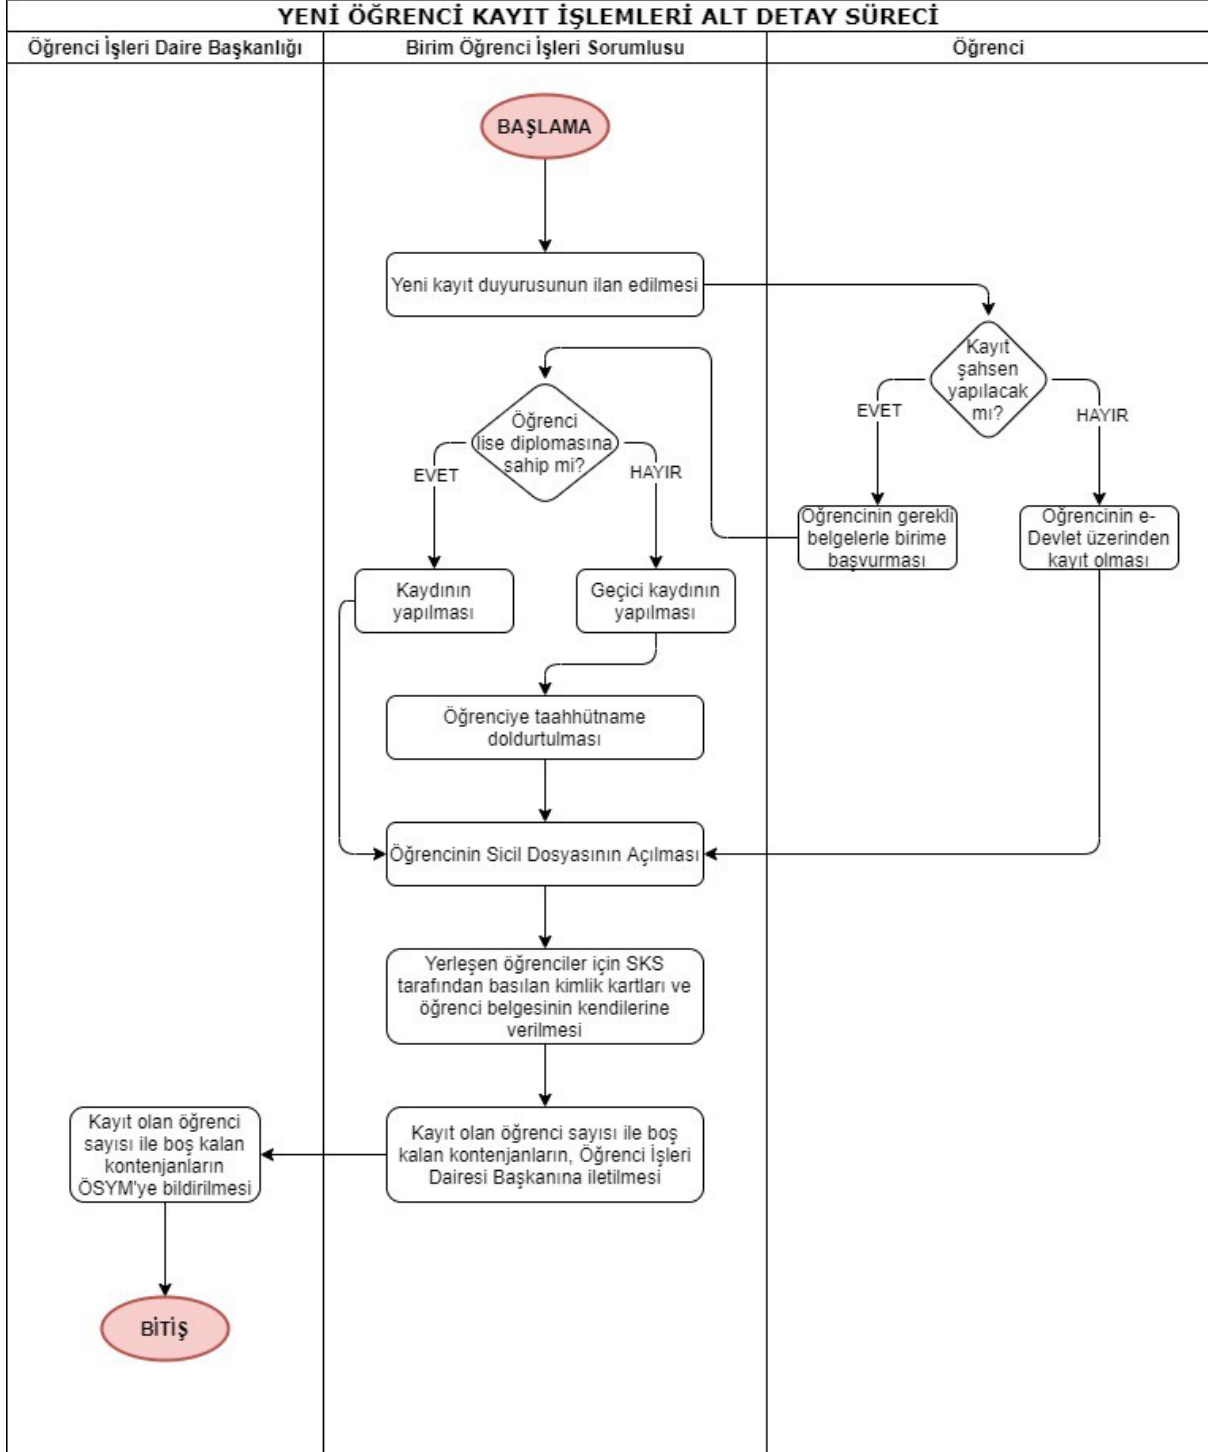 YENİ ÖĞRENCİ KAYIT İŞLEMLERİ ALT DETAY SÜRECİ
Öğrenci İşleri Daire Başkanlığı
Birim Öğrenci İşleri Sorumlusu
Öğrenci
BAŞLAMA
Yeni kayıt duyurusunun ilan edilmesi
Kayıt
şahsen
yapılacak
mı?
EVET
HAYIR
Öğrenci
lise diplomasına
sahip mi?
EVET
HAYIR
Öğrencinin gerekli
belgelerle birime
başvurması
Öğrencinin e-
Devlet üzerinden
kayıt olması
Kaydının
yapılması
Geçici kaydının
yapılması
Öğrenciye taahhütname
doldurtulması
Öğrencinin Sicil Dosyasının Açılması
Yerleşen öğrenciler için SKS
tarafından basılan kimlik kartları ve
öğrenci belgesinin kendilerine
verilmesi
Kayıt olan öğrenci sayısı ile boş
kalan kontenjanların, Öğrenci İşleri
Dairesi Başkanına iletilmesi
Kayıt olan öğrenci
sayısı ile boş kalan
kontenjanların
ÖSYM'ye bildirilmesi
BİTİŞ